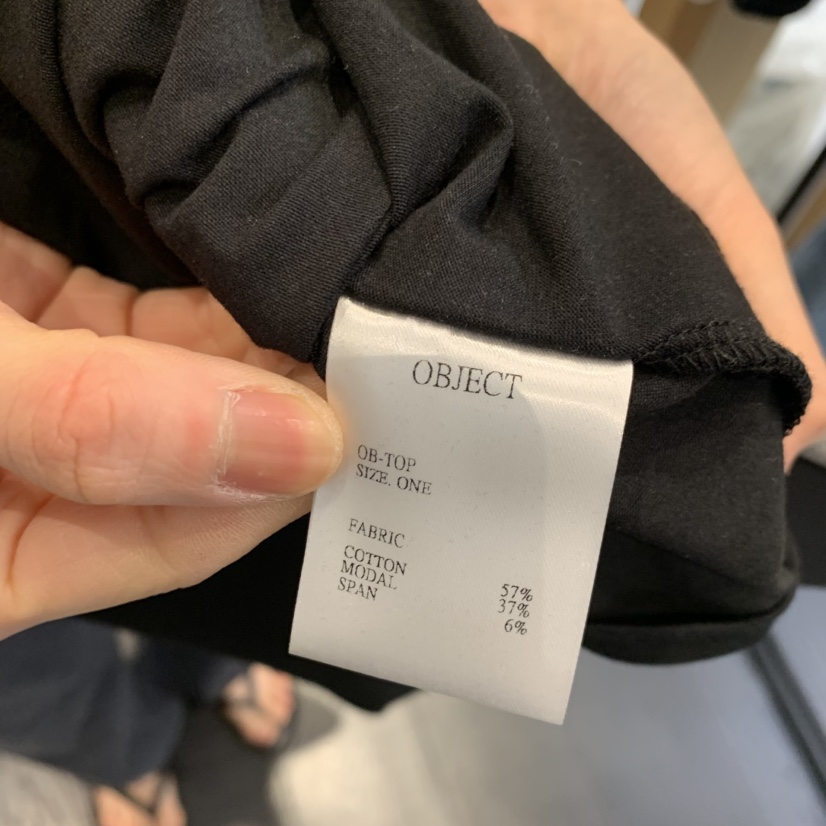 OBJECT
OB-TOP
SIZE. ONE
FABRIC
COTTON 57%
MODAL 37%
SPAN 6%